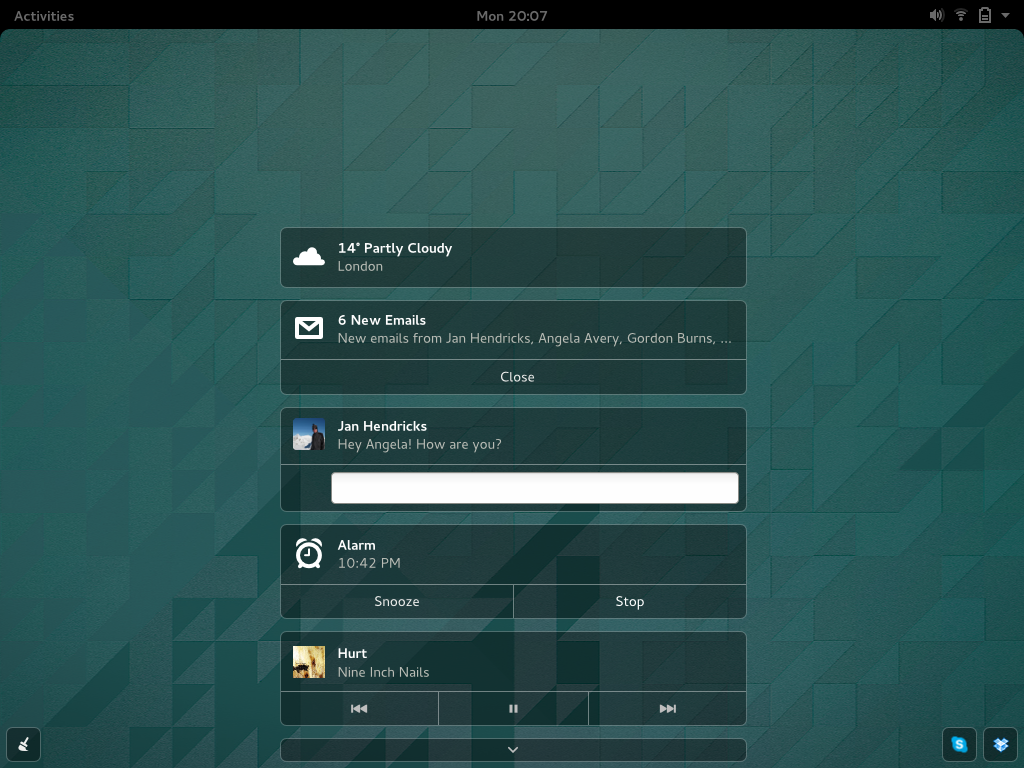 Activities
Mon 20:07
14° Partly Cloudy
London
6 New Emails
New emails from Jan Hendricks, Angela Avery, Gordon Burns, ...
Close
Jan Hendricks
Hey Angela! How are you?
Alarm
10:42 PM
Snooze
Stop
Hurt
Nine Inch Nails